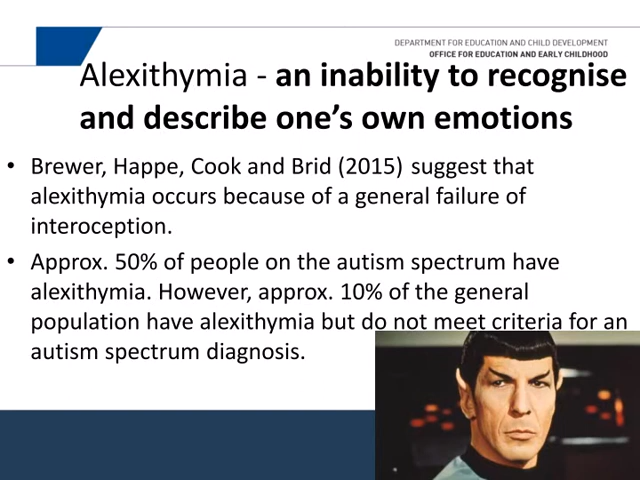 DEPARTMENT FOR EDUCATION AND CHILD DEVELOPMENT
OFFICE FOR EDUCATION AND EARLY CHILDHOOD
Alexithymia - an inability to recognise
and describe one’s own emotions
• Brewer, Happe, Cook and Brid (2015) suggest that
alexithymia occurs because of a general failure of
interoception.
• Approx. 50% of people on the autism spectrum have
alexithymia. However, approx. 10% of the general
population have alexithymia but do not meet criteria for an
autism spectrum diagnosis.